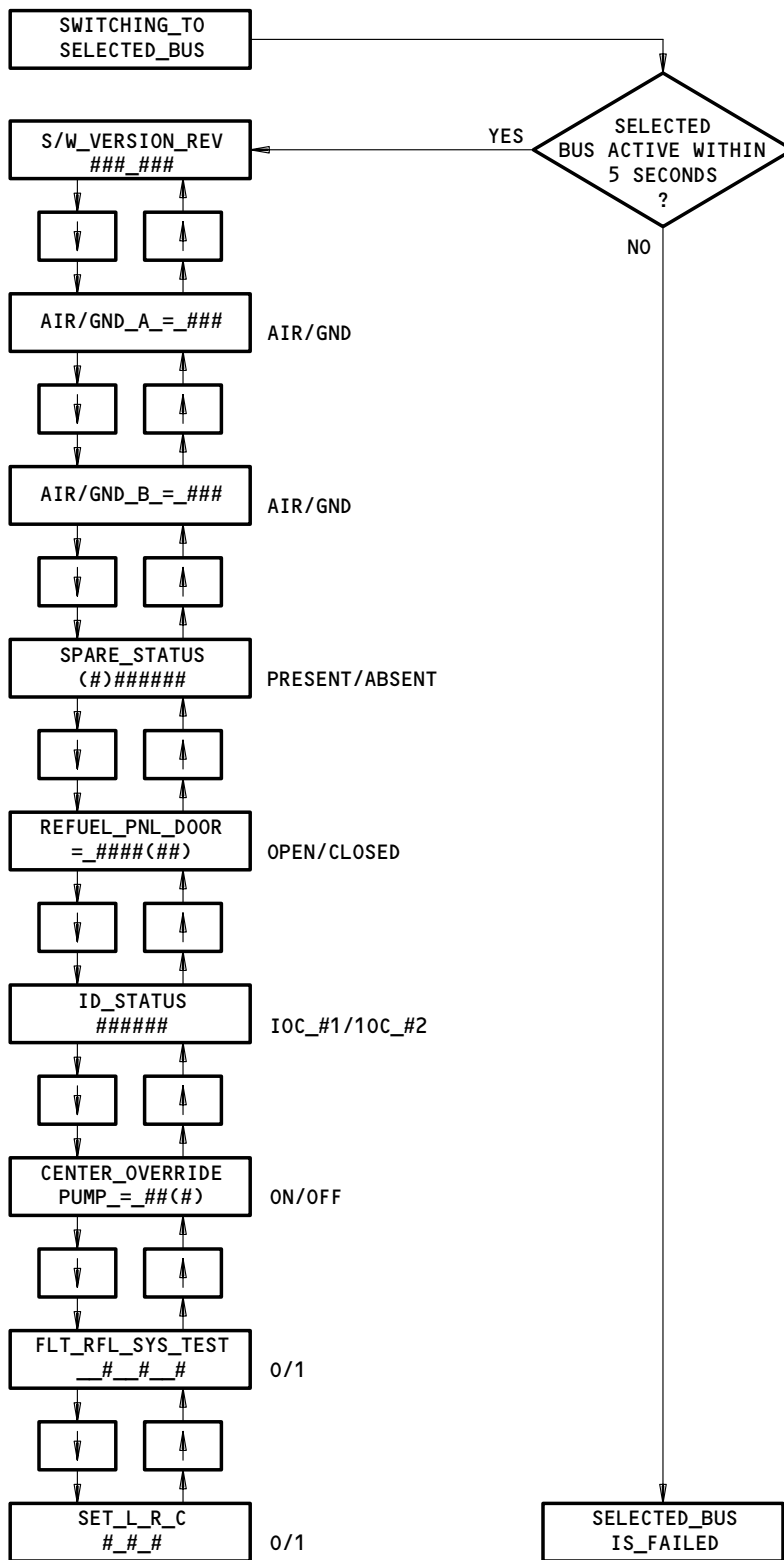 SWITCHING_TO
SELECTED_BUS
SELECTED
BUS ACTIVE WITHIN
5 SECONDS
?
YES
NO
S/W_VERSION_REV
###_###
AIR/GND_A_=_###
AIR/GND
AIR/GND_B_=_###
AIR/GND
SPARE_STATUS
(#)######
PRESENT/ABSENT
REFUEL_PNL_DOOR
=_####(##)
OPEN/CLOSED
ID_STATUS
######
IOC_#1/1OC_#2
CENTER_OVERRIDE
PUMP_=_##(#)
ON/OFF
FLT_RFL_SYS_TEST
__#__#__#
0/1
SET_L_R_C
#_#_#
0/1
SELECTED_BUS
IS_FAILED